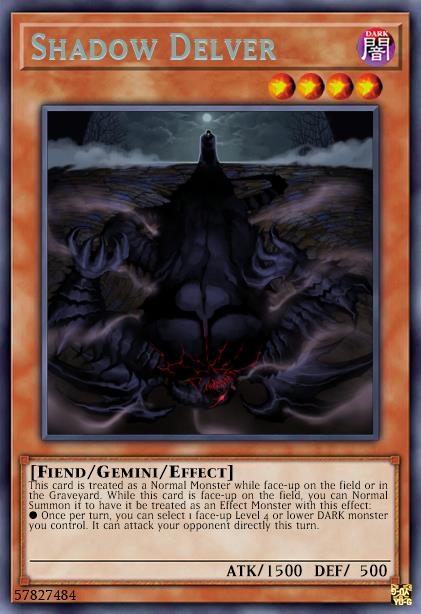 SHADOW DELVER
DARK
闇
[FIEND/GEMINI/EFFECT]
This card is treated as a Normal Monster while face-up on the field or in
the Graveyard. While this card is face-up on the field, you can Normal
Summon it to have it be treated as an Effect Monster with this effect:
● Once per turn, you can select 1 face-up Level 4 or lower DARK monster
you control. It can attack your opponent directly this turn.
ATK/1500 DEF/ 500
57827484